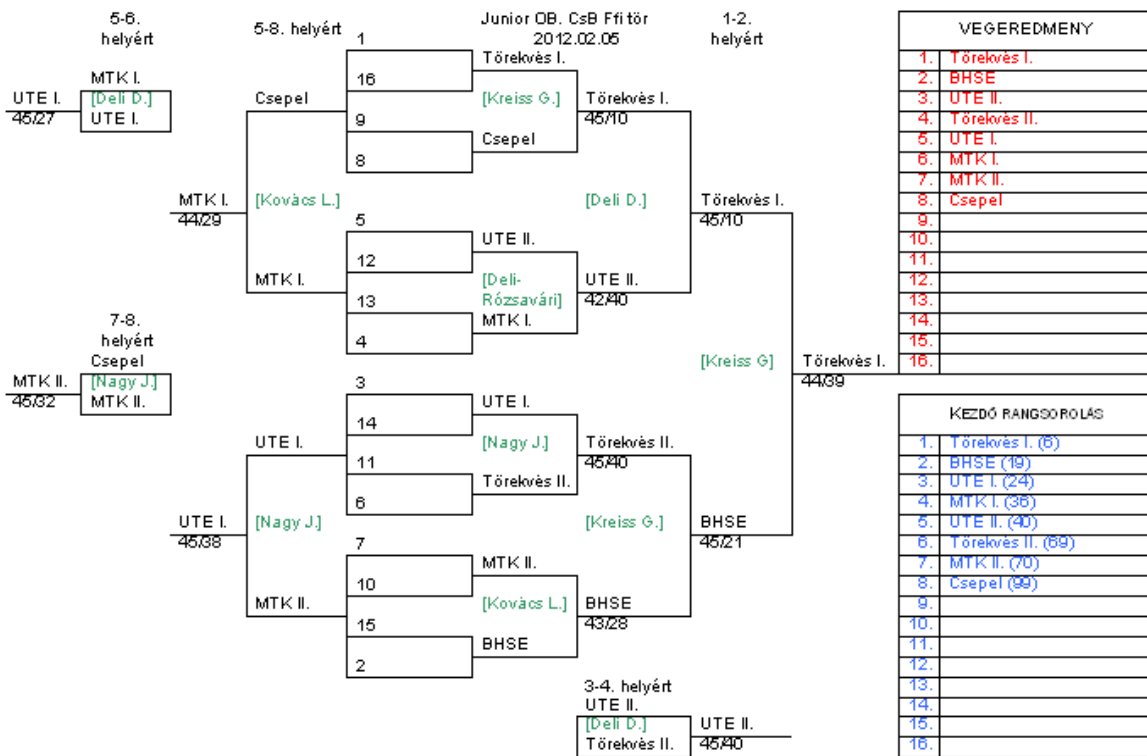 Junior OB. CsB Ffi tőr
2012.02.05
5-6.
helyért
5-8. helyért
1-2.
helyért
MTK I.
UTE I.
[Deli D.]
45/27
UTE I.
Csepel
MTK I.
[Kovács L.]
44/29
MTK I.
7-8.
helyért
Csepel
MTK II.
[Nagy J.]
45/32
MTK II.
UTE I.
UTE I.
[Nagy J.]
45/38
MTK II.
1
16
9
8
5
12
13
4
3
14
11
6
7
10
15
2
Törekvés I.
[Kreiss G.]
Csepel
UTE II.
[Deli-
Rózsavári]
MTK I.
UTE I.
[Nagy J.]
Törekvés II.
MTK II.
[Kovács L.]
BHSE
Törekvés I.
45/10
[Deli D.]
UTE II.
42/40
Törekvés II.
45/40
[Kreiss G.]
BHSE
43/28
Törekvés I.
45/10
[Kreiss G]
BHSE
45/21
Törekvés I.
44/39
3-4. helyért
UTE II.
[Deli D.]
Törekvés II.
UTE II.
45/40
VEGEREDMENY
1. Törekvés I.
2. BHSE
3. UTE II.
4. Törekvés II.
5. UTE I.
6. MTK I.
7. MTK II.
8. Csepel
9.
10.
11.
12.
13.
14.
15.
16.
KEZDŐ RANGSOROLÁS
1. Törekvés I. (6)
2. BHSE (19)
3. UTE I. (24)
4. MTK I. (36)
5. UTE II. (40)
6. Törekvés II. (69)
7. MTK II. (70)
8. Csepel (99)
9.
10.
11.
12.
13.
14.
15.
16.